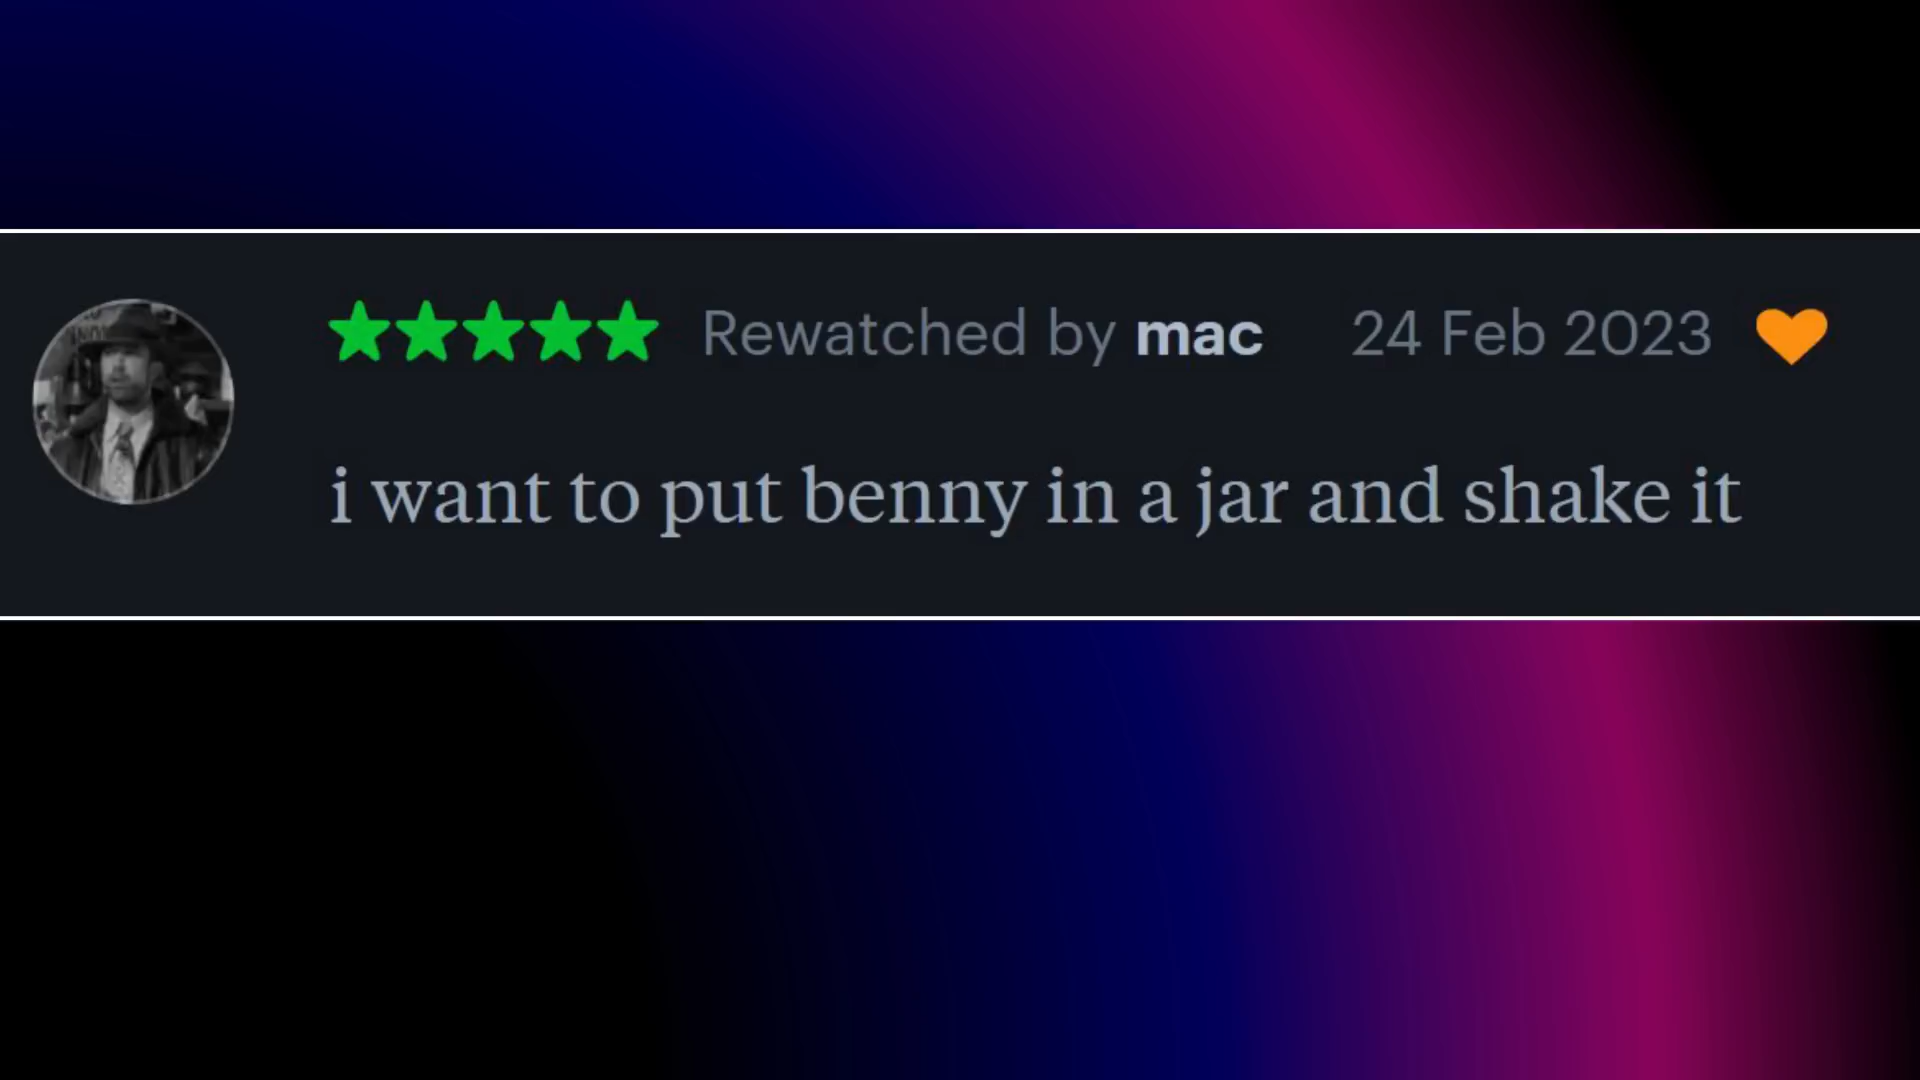 Rewatched by mac 24 Feb 2023
i want to put benny in a jar and shake it